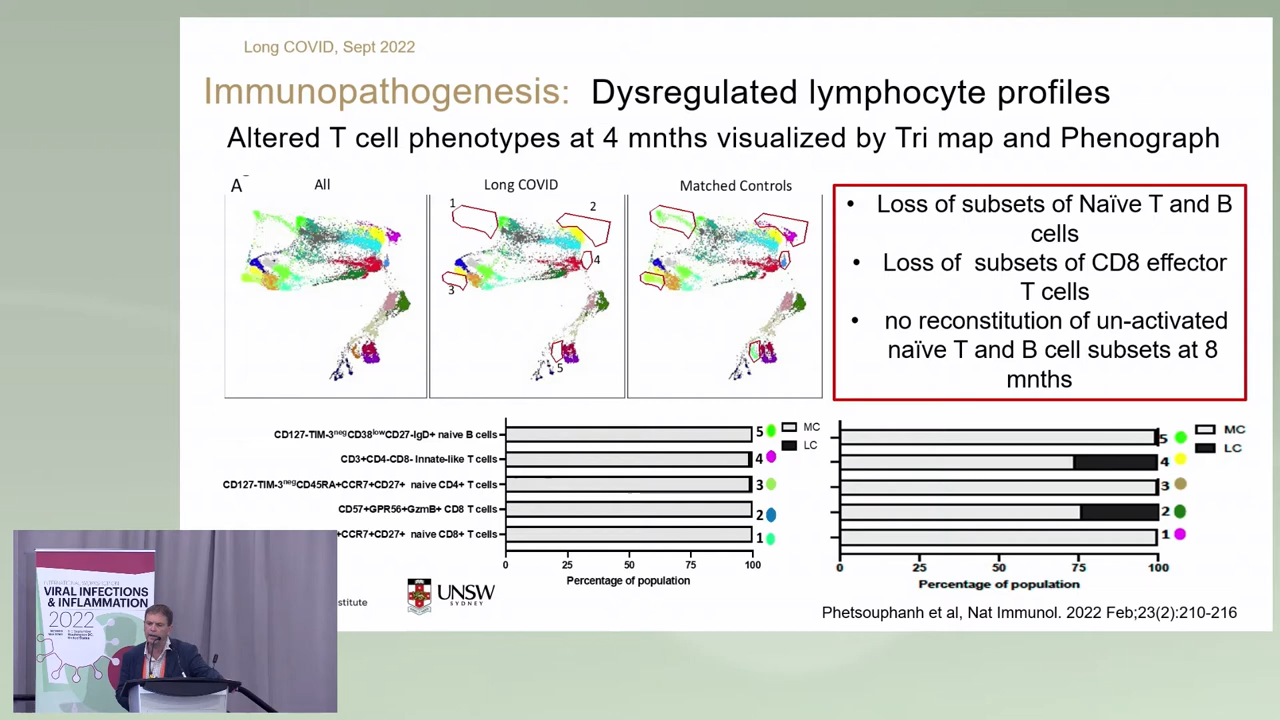 Long COVID, Sept 2022
Immunopathogenesis: Dysregulated lymphocyte profiles
Altered T cell phenotypes at 4 mnths visualized by Tri map and Phenograph
A
All
Long COVID
Matched Controls
1
2
3
4
5
• Loss of subsets of Naïve T and B
cells
• Loss of subsets of CD8 effector
T cells
• no reconstitution of un-activated
naïve T and B cell subsets at 8
mnths
CD127-TIM-3negCD38lowCD27-IgD+ naive B cells
CD3+CD4-CD8- Innate-like T cells
CD127-TIM-3negCD45RA+CCR7+CD27+ naive CD4+ T cells
CD57+GPR56+GzmB+ CD8 T cells
+CCR7+CD27+ naive CD8+ T cells
5
4
3
2
1
MC
LC
0 25 50 75 100
Percentage of population
5
4
3
2
1
MC
LC
0 25 50 75 100
Percentage of population
stitute
UNSW
SYDNEY
Phetsouphanh et al, Nat Immunol. 2022 Feb;23(2):210-216
VIRAL INFECTIONS
& INFLAMMATION
2022